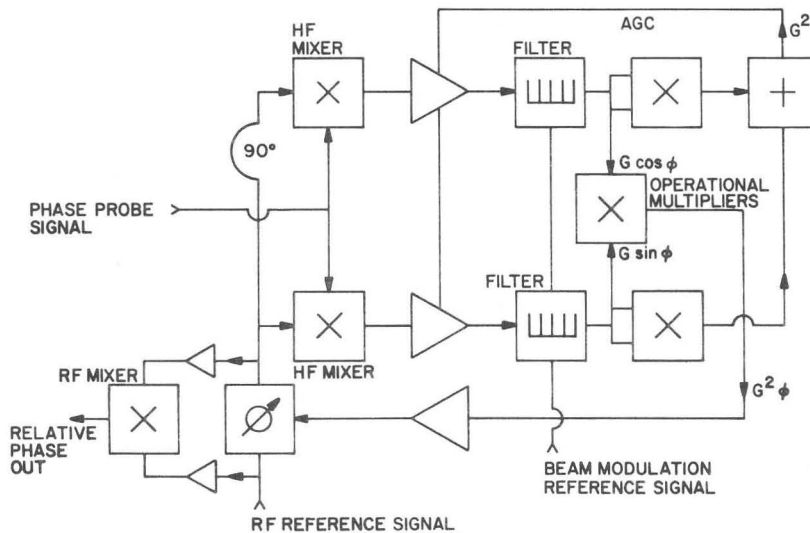 HF
MIXER
AGC
G²
FILTER
90°
G cos φ
OPERATIONAL
MULTIPLIERS
PHASE PROBE
SIGNAL
G sin φ
FILTER
HF MIXER
RF MIXER
G² φ
RELATIVE
PHASE
OUT
BEAM MODULATION
REFERENCE SIGNAL
RF REFERENCE SIGNAL